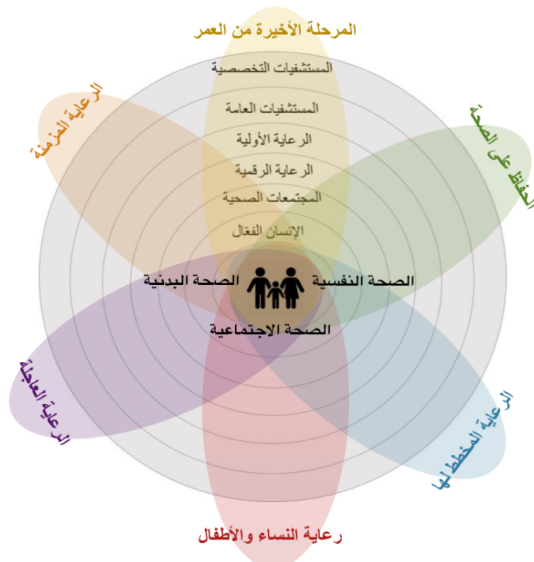 المرحلة الأخيرة من العمر
المستشفيات التخصصية
الرعاية المزمنة
الحفاظ على الصحة
المستشفيات العامة
الرعاية الأولية
الرعاية الرقمية
المجتمعات الصحية
الإنسان الفعّال
الصحة النفسية
الصحة البدنية
الصحة الاجتماعية
الرعاية العاجلة
الرعاية المخطط لها
رعاية النساء والأطفال